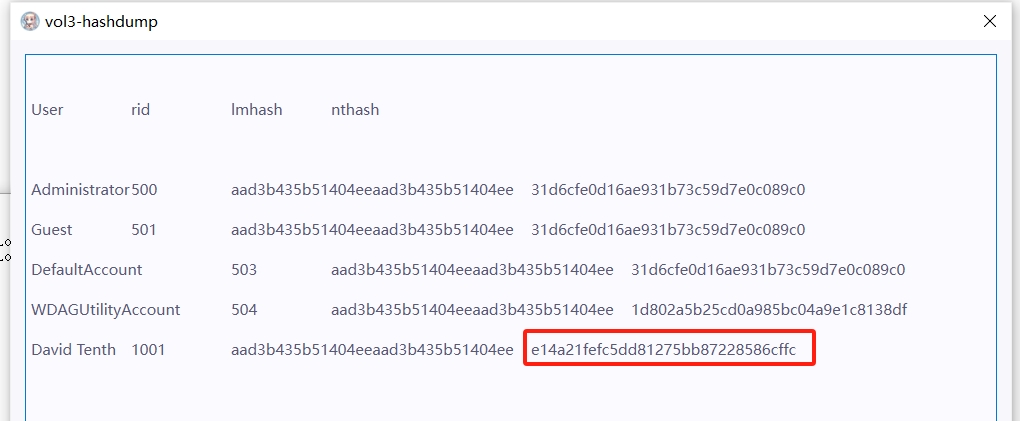 vol3-hashdump
User rid lmhash nthash
Administrator 500 aad3b435b51404eeaad3b435b51404ee 31d6cfe0d16ae931b73c59d7e0c089c0
Guest 501 aad3b435b51404eeaad3b435b51404ee 31d6cfe0d16ae931b73c59d7e0c089c0
DefaultAccount 503 aad3b435b51404eeaad3b435b51404ee 31d6cfe0d16ae931b73c59d7e0c089c0
WDAGUtilityAccount 504 aad3b435b51404eeaad3b435b51404ee 1d802a5b25cd0a985bc04a9e1c8138df
David Tenth 1001 aad3b435b51404eeaad3b435b51404ee e14a21fefc5dd81275bb87228586cffc